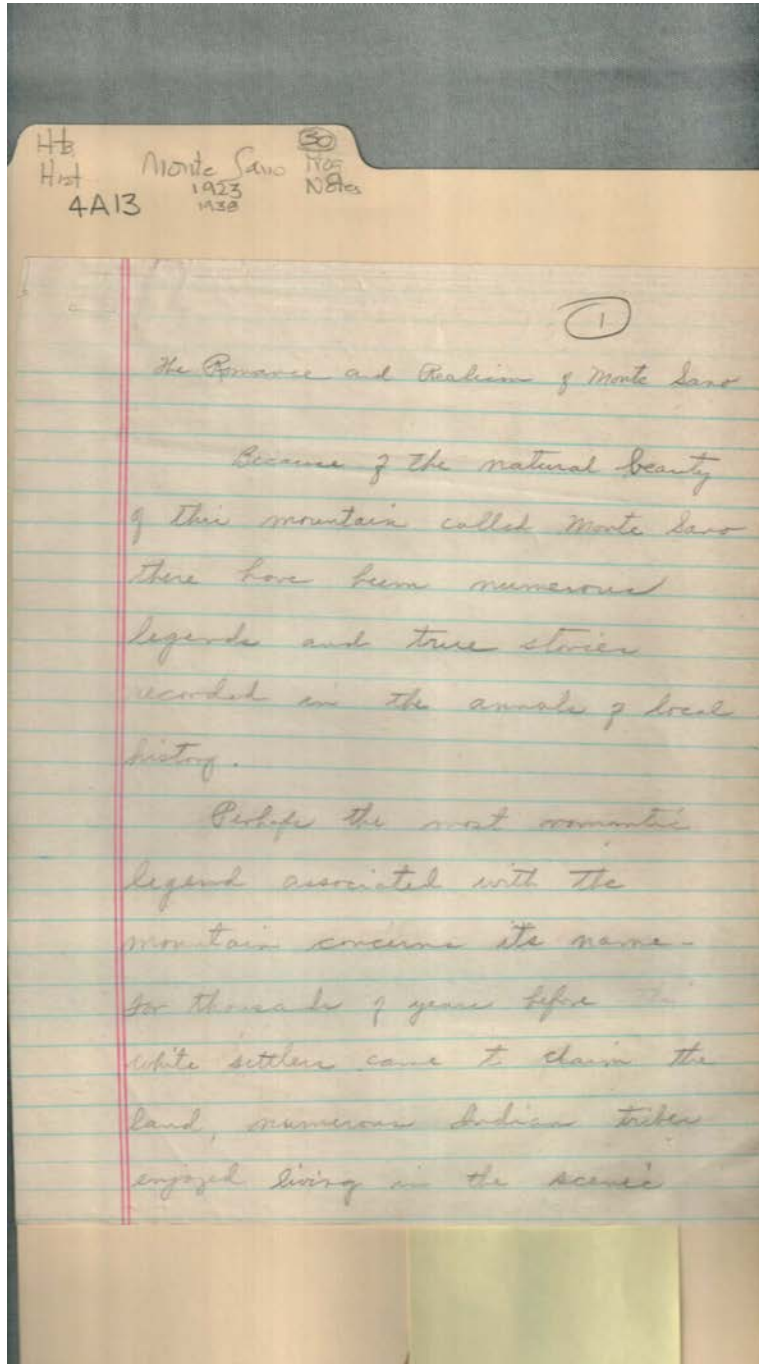 Hist
Monte Sano
1923
1938
30
Notes
4A13
1
The Romance and Realism of Monte Sano
Because of the natural beauty
of this mountain called Monte Sano
there have been numerous
legends and true stories
recorded in the annals of local
history.
Perhaps the most romantic
legend associated with the
mountain concerns its name -
for thousands of years before
white settlers came to claim the
land, numerous Indian tribes
enjoyed living in the scenic